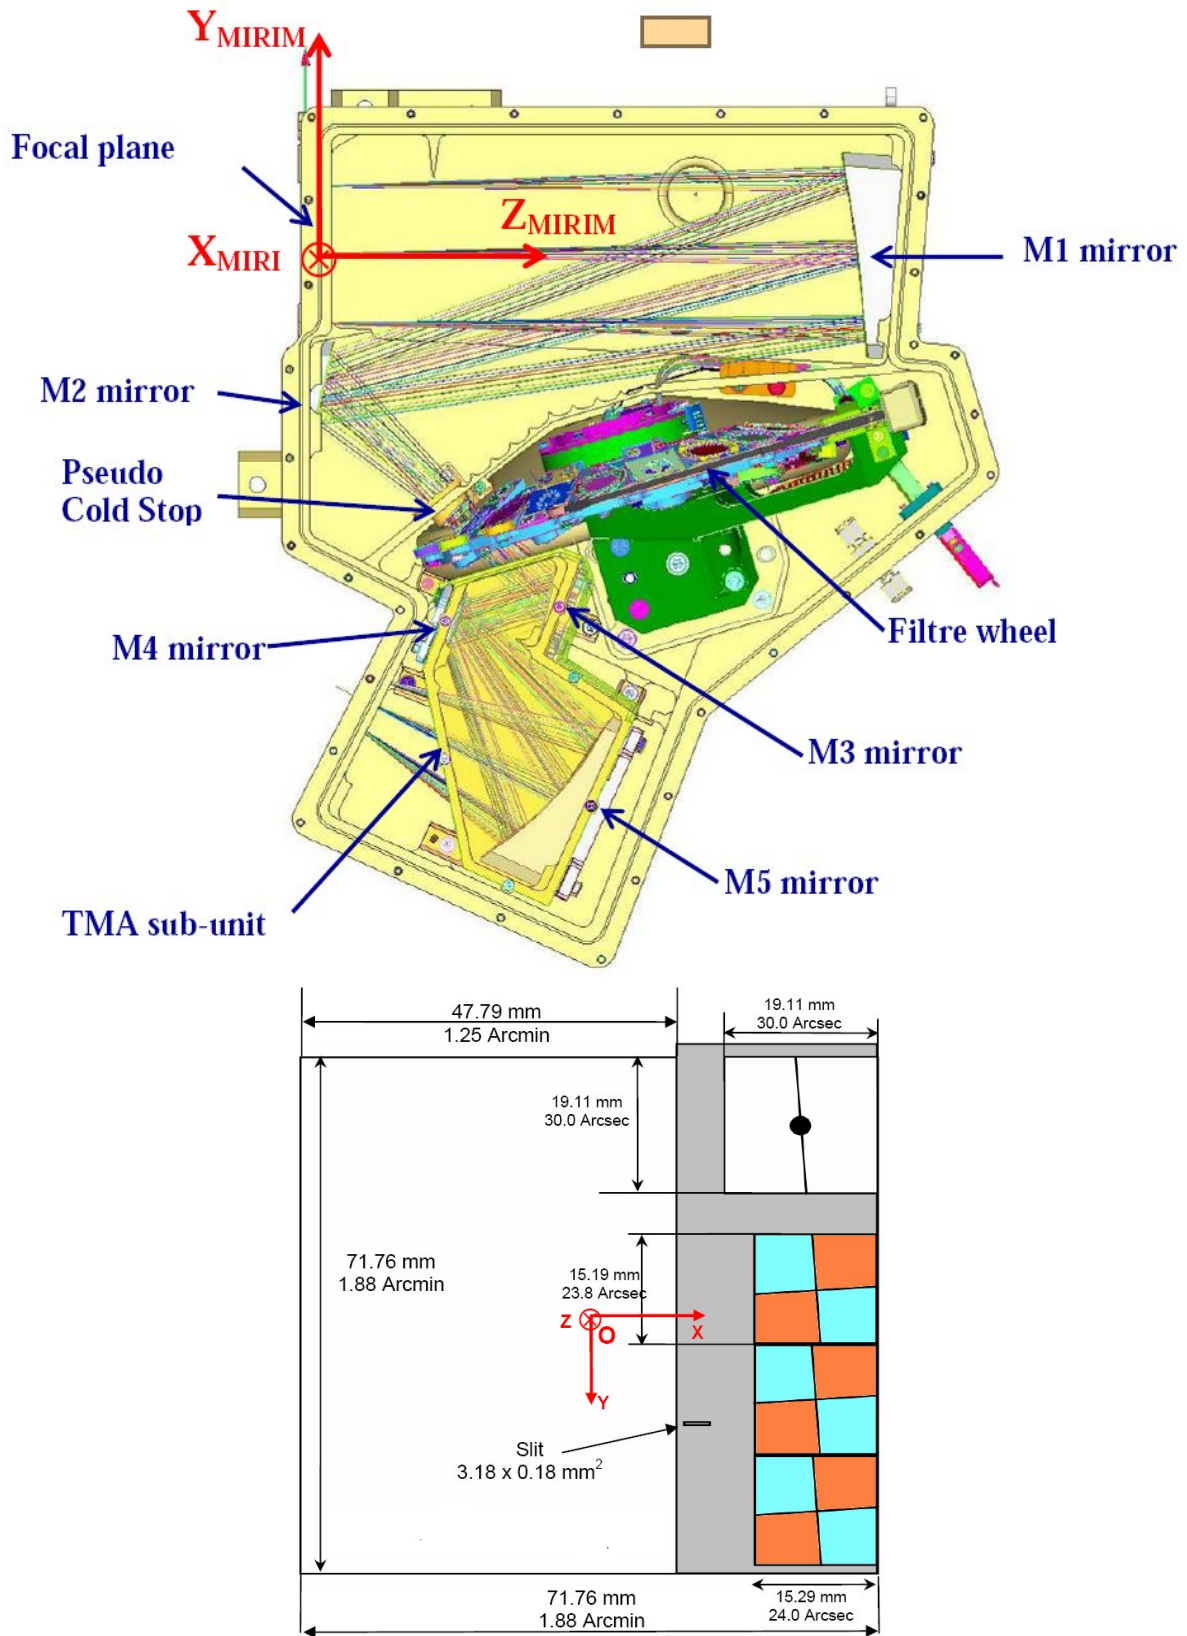 Y MIRIM
Focal plane
Z MIRIM
X MIRI
M1 mirror
M2 mirror
Pseudo
Cold Stop
M4 mirror
Filtre wheel
M3 mirror
M5 mirror
TMA sub-unit
47.79 mm
1.25 Arcmin
19.11 mm
30.0 Arcsec
19.11 mm
30.0 Arcsec
71.76 mm
1.88 Arcmin
15.19 mm
23.8 Arcsec
Z O X
Y
Slit
3.18 x 0.18 mm²
71.76 mm
1.88 Arcmin
15.29 mm
24.0 Arcsec